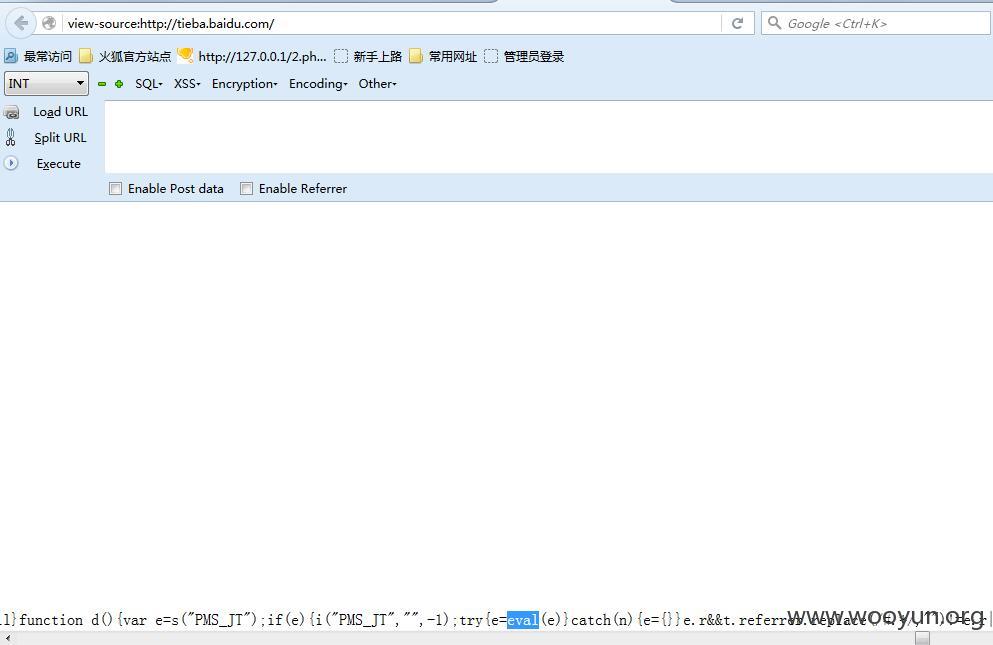 view-source:http://tieba.baidu.com/
Google <Ctrl+K>
最常访问 火狐官方站点 http://127.0.0.1/2.ph... 新手上路 常用网址 管理员登录
INT SQL XSS Encryption Encoding Other
Load URL
Split URL
Execute
Enable Post data Enable Referrer
www.wooyun.org
l}function d(){var e=s("PMS_JT");if(e){i("PMS_JT","",-1);try{e=eval(e)}catch(n){e={}}e.r&&t.referrer.replace(